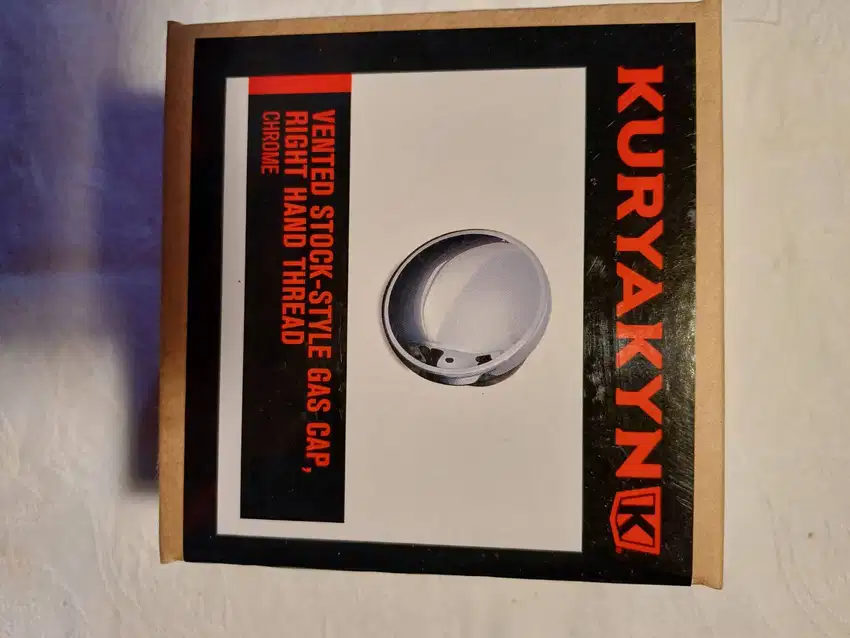 KURYAKYN
VENTED STOCK-STYLE GAS CAP,
RIGHT HAND THREAD
CHROME